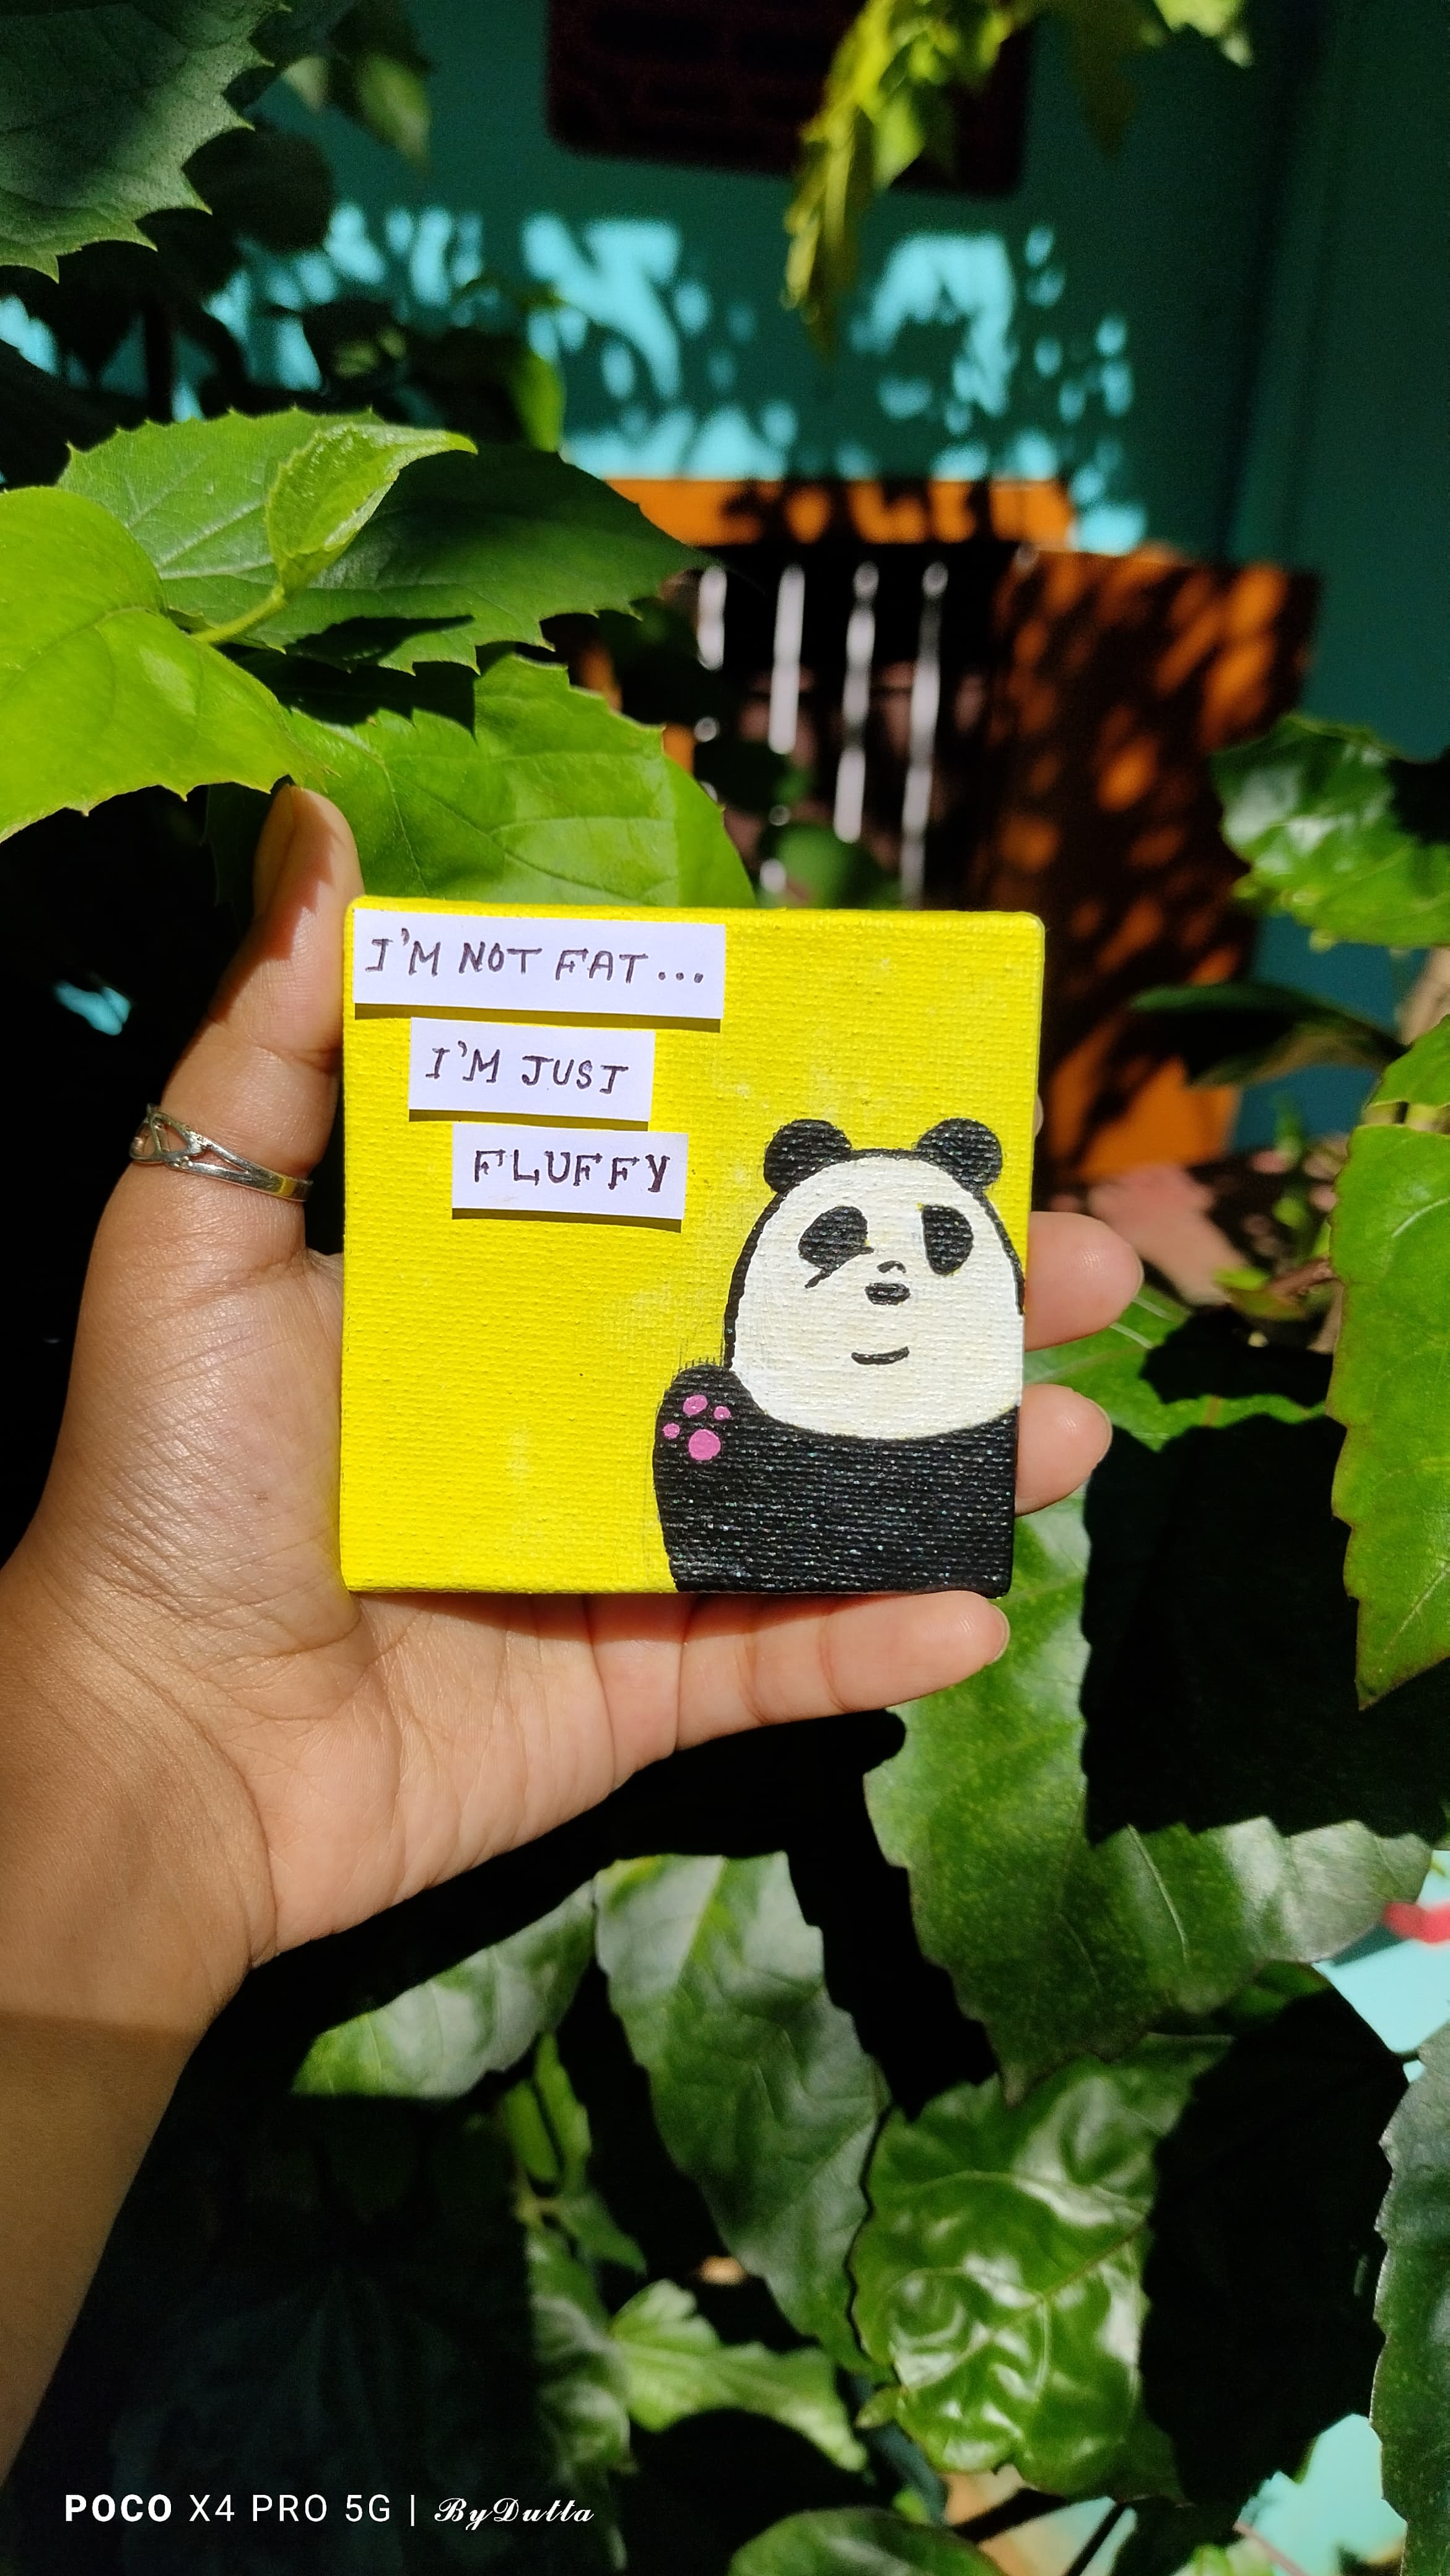 I'M NOT FAT...
I'M JUST
FLUFFY
POCO X4 PRO 5G | ByDutta